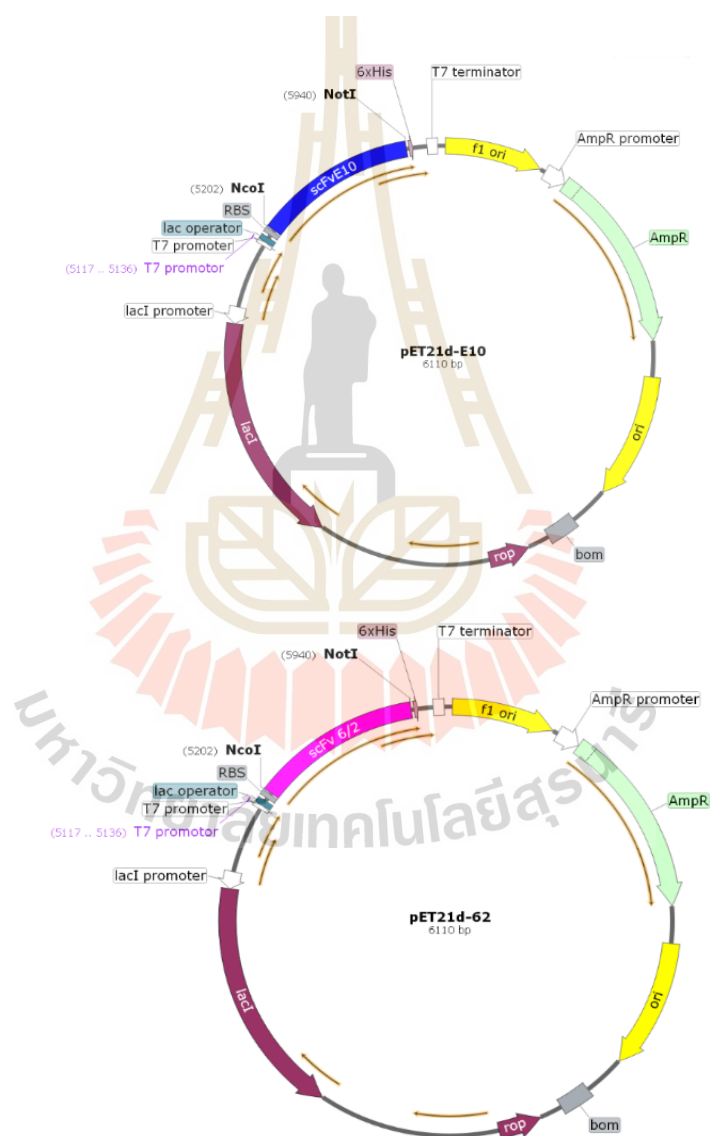 6xHis
T7 terminator
(5940) NotI
AmpR promoter
f1 ori
scFvE10
(5202) NcoI
RBS
lac operator
T7 promoter
(5117 .. 5136) T7 promotor
AmpR
lacI promoter
pET21d-E10
6110 bp
lacI
ori
rop
bom
6xHis
T7 terminator
(5940) NotI
AmpR promoter
f1 ori
scFv 6/2
(5202) NcoI
RBS
lac operator
T7 promoter
(5117 .. 5136) T7 promotor
AmpR
มหาวิทยาลัยเทคโนโลยีสุรนารี
lacI promoter
pET21d-62
6110 bp
lacI
ori
rop
bom